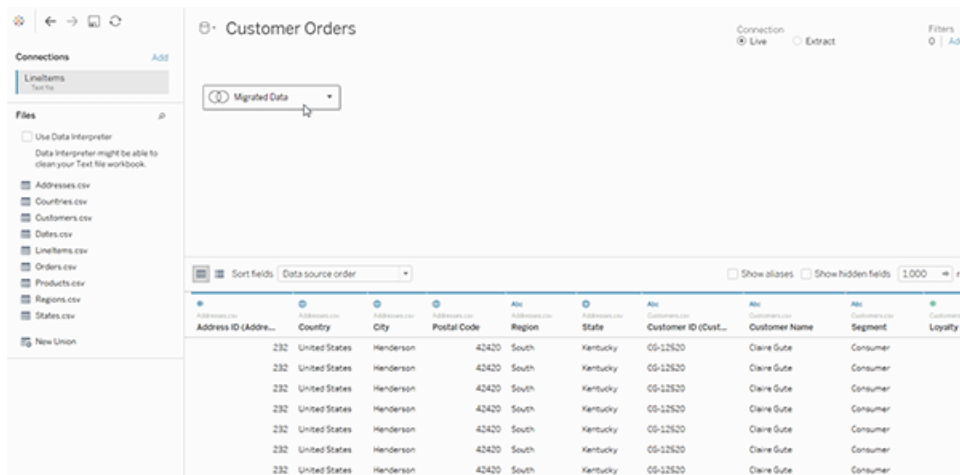 Customer Orders
Connection
Live
Extract
Filters
0
Connections
Add
LineItems
Text file
Migrated Data
Files
Use Data Interpreter
Data Interpreter might be able to
clean your Text file workbook.
Addresses.csv
Countries.csv
Customers.csv
Dates.csv
LineItems.csv
Orders.csv
Products.csv
Regions.csv
States.csv
New Union
Sort fields
Data source order
Show aliases
Show hidden fields
1,000
Abc Abc Abc Abc
Addresses.csv Addresses.csv Addresses.csv Addresses.csv Addresses.csv Addresses.csv Customers.csv Customers.csv Customers.csv
Address ID (Addre... Country City Postal Code Region State Customer ID (Cust... Customer Name Segment Loyalty
232 United States Henderson 42420 South Kentucky CG-12520 Claire Gute Consumer
232 United States Henderson 42420 South Kentucky CG-12520 Claire Gute Consumer
232 United States Henderson 42420 South Kentucky CG-12520 Claire Gute Consumer
232 United States Henderson 42420 South Kentucky CG-12520 Claire Gute Consumer
232 United States Henderson 42420 South Kentucky CG-12520 Claire Gute Consumer
232 United States Henderson 42420 South Kentucky CG-12520 Claire Gute Consumer
232 United States Henderson 42420 South Kentucky CG-12520 Claire Gute Consumer